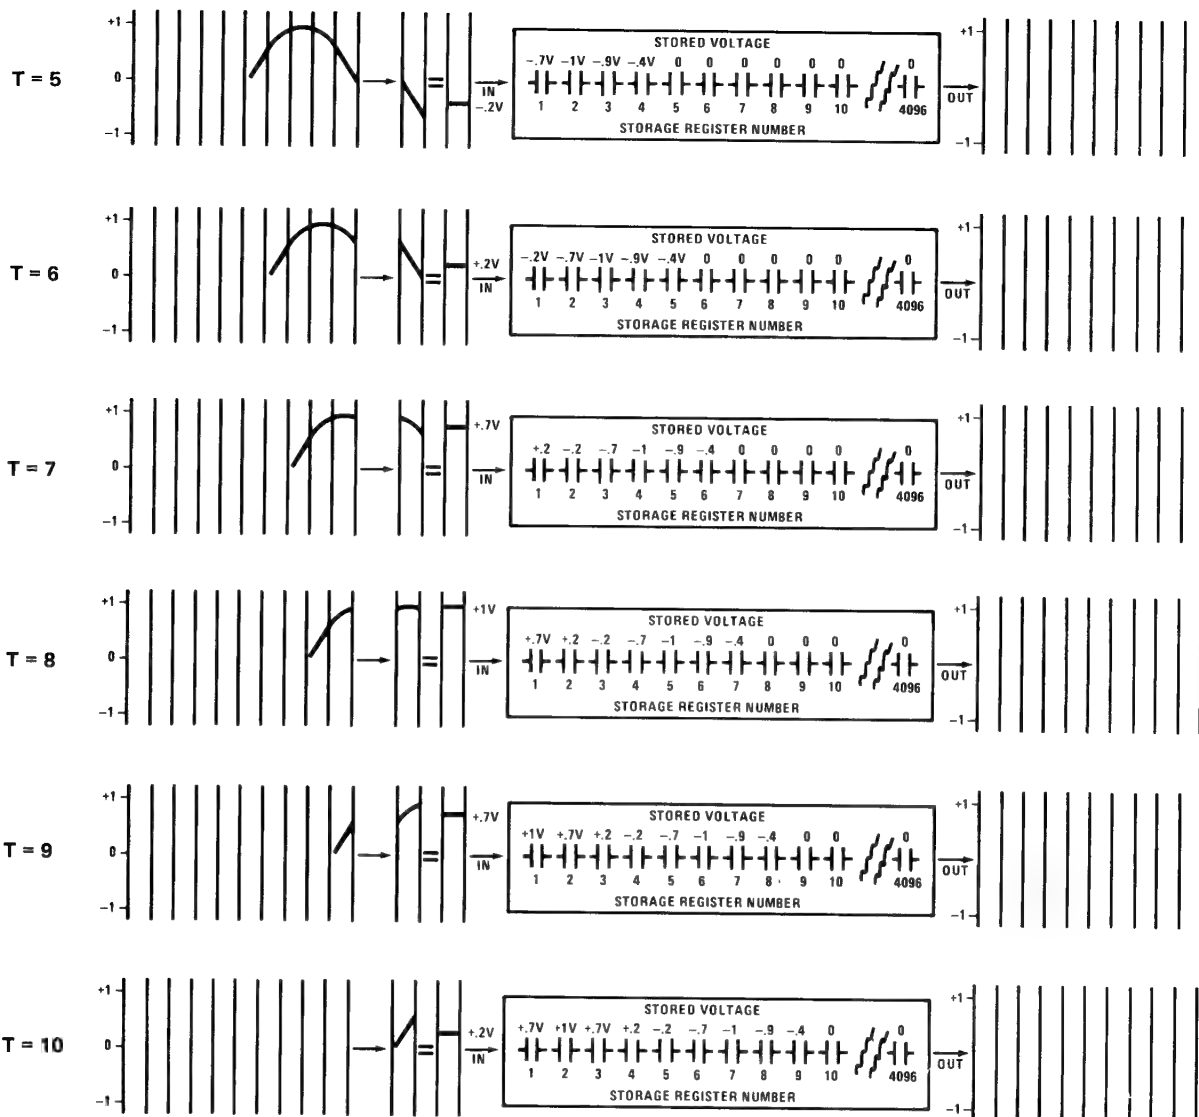 T = 5
+1
0
−1
−.2V
IN
STORED VOLTAGE
−.7V −1V −.9V −.4V 0 0 0 0 0 0 0
1 2 3 4 5 6 7 8 9 10 4096
STORAGE REGISTER NUMBER
OUT
+1
−1
T = 6
+1
0
−1
+.2V
IN
STORED VOLTAGE
−.2V −.7V −1V −.9V −.4V 0 0 0 0 0 0
1 2 3 4 5 6 7 8 9 10 4096
STORAGE REGISTER NUMBER
OUT
+1
−1
T = 7
+1
0
−1
+.7V
IN
STORED VOLTAGE
+.2 −.2 −.7 −1 −.9 −.4 0 0 0 0 0
1 2 3 4 5 6 7 8 9 10 4096
STORAGE REGISTER NUMBER
OUT
+1
−1
T = 8
+1
0
−1
+1V
IN
STORED VOLTAGE
+.7V +.2 −.2 −.7 −1 −.9 −.4 0 0 0 0
1 2 3 4 5 6 7 8 9 10 4096
STORAGE REGISTER NUMBER
OUT
+1
−1
T = 9
+1
0
−1
+.7V
IN
STORED VOLTAGE
+1V +.7V +.2 −.2 −.7 −1 −.9 −.4 0 0 0
1 2 3 4 5 6 7 8 9 10 4096
STORAGE REGISTER NUMBER
OUT
+1
−1
T = 10
+1
0
−1
+.2V
IN
STORED VOLTAGE
+.7V +1V +.7V +.2 −.2 −.7 −1 −.9 −.4 0 0
1 2 3 4 5 6 7 8 9 10 4096
STORAGE REGISTER NUMBER
OUT
+1
−1